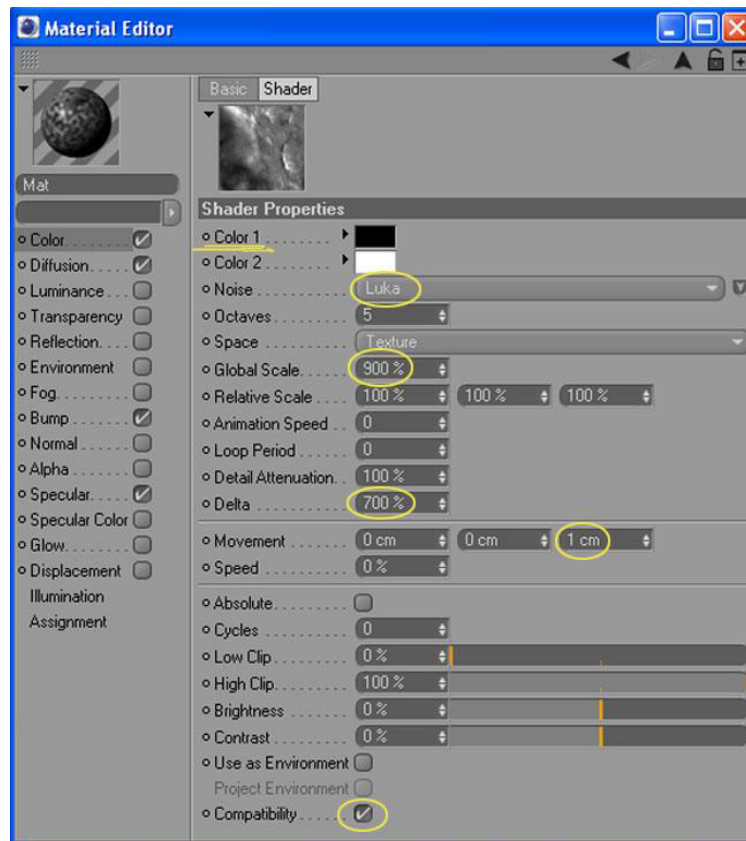 Material Editor
Basic Shader
Mat
Shader Properties
Color
Diffusion
Luminance
Transparency
Reflection
Environment
Fog
Bump
Normal
Alpha
Specular
Specular Color
Glow
Displacement
Illumination
Assignment
Color 1
Color 2
Noise Luka
Octaves 5
Space Texture
Global Scale 900 %
Relative Scale 100 % 100 % 100 %
Animation Speed 0
Loop Period 0
Detail Attenuation 100 %
Delta 700 %
Movement 0 cm 0 cm 1 cm
Speed 0 %
Absolute
Cycles 0
Low Clip 0 %
High Clip 100 %
Brightness 0 %
Contrast 0 %
Use as Environment
Project Environment
Compatibility